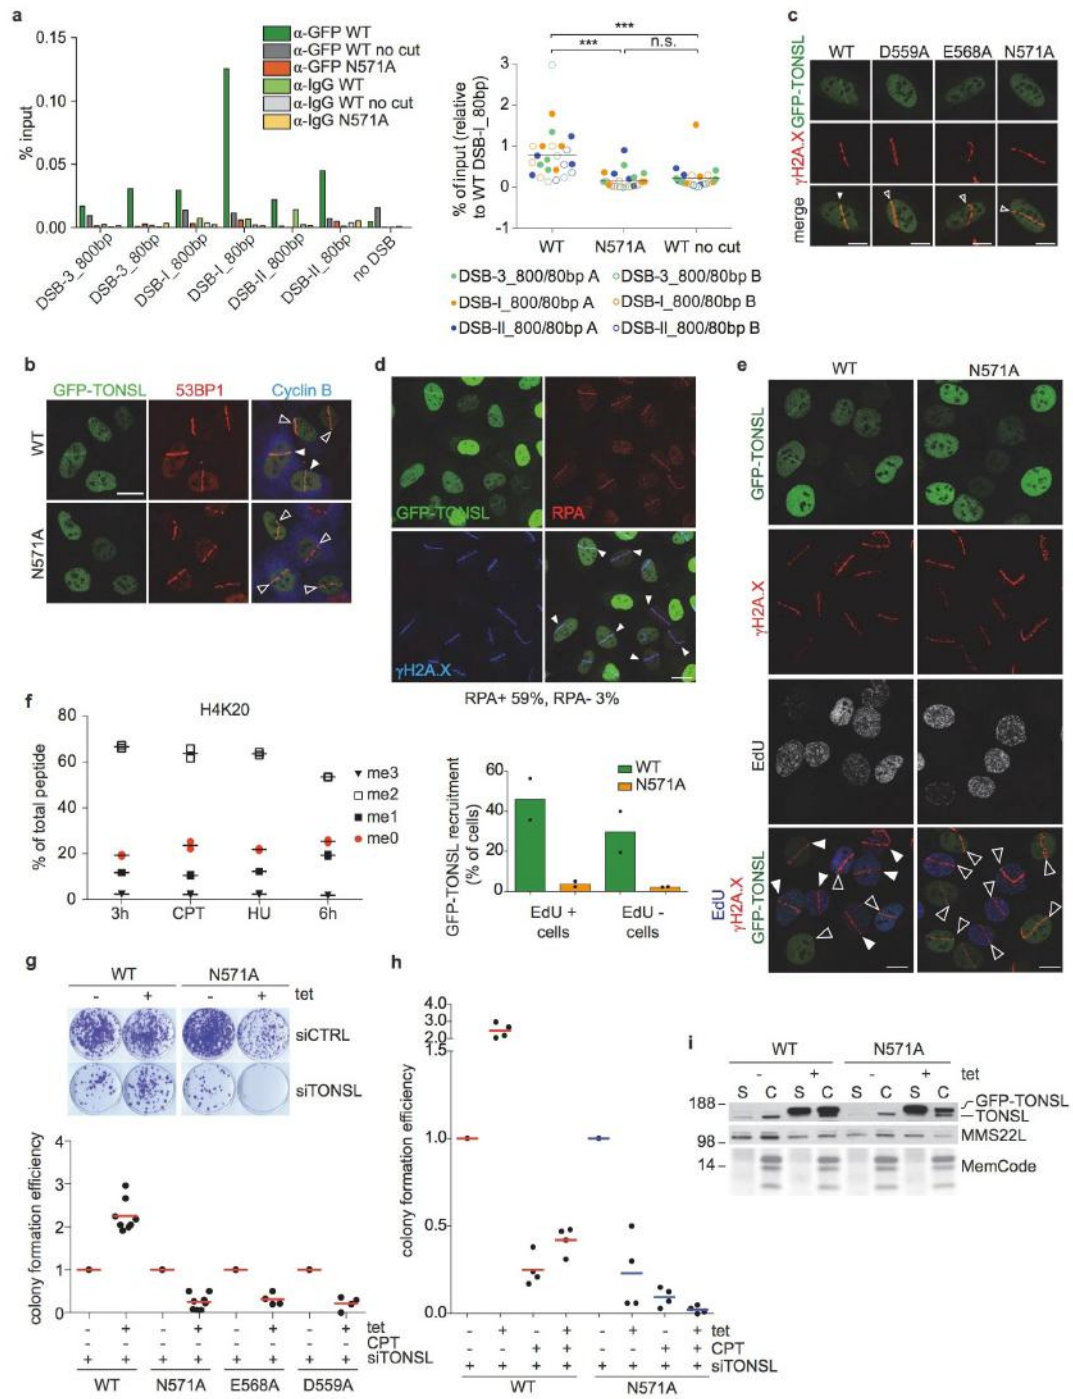 a
α-GFP WT
α-GFP WT no cut
α-GFP N571A
α-IgG WT
α-IgG WT no cut
α-IgG N571A
% input
0.15
0.10
0.05
0.00
DSB-3_800bp
DSB-3_80bp
DSB-I_800bp
DSB-I_80bp
DSB-II_800bp
DSB-II_80bp
no DSB
***
***
n.s.
% of input (relative
to WT DSB-I_80bp)
3
2
1
0
-1
WT N571A WT no cut
DSB-3_800/80bp A DSB-3_800/80bp B
DSB-I_800/80bp A DSB-I_800/80bp B
DSB-II_800/80bp A DSB-II_800/80bp B
c
WT D559A E568A N571A
GFP-TONSL
γH2A.X
merge
b
GFP-TONSL 53BP1 Cyclin B
WT
N571A
d
GFP-TONSL RPA
γH2A.X
RPA+ 59%, RPA- 3%
e
WT N571A
GFP-TONSL
γH2A.X
EdU
EdU
γH2A.X
GFP-TONSL
f
H4K20
% of total peptide
80
60
40
20
0
3h CPT HU 6h
me3
me2
me1
me0
GFP-TONSL recruitment
(% of cells)
60
40
20
0
WT
N571A
EdU + EdU -
cells cells
g
WT N571A
- + - + tet
siCTRL
siTONSL
colony formation efficiency
4
3
2
1
0
- + - + - + - + tet
- - - - - - - - CPT
+ + + + + + + + siTONSL
WT N571A E568A D559A
h
colony formation efficiency
4.0
3.0
2.0
1.5
1.0
0.5
0.0
- + - + - + - + tet
- - + + - - + + CPT
+ + + + + + + + siTONSL
WT N571A
i
WT N571A
- + - + tet
S C S C S C S C
188 GFP-TONSL
TONSL
98 MMS22L
14 MemCode